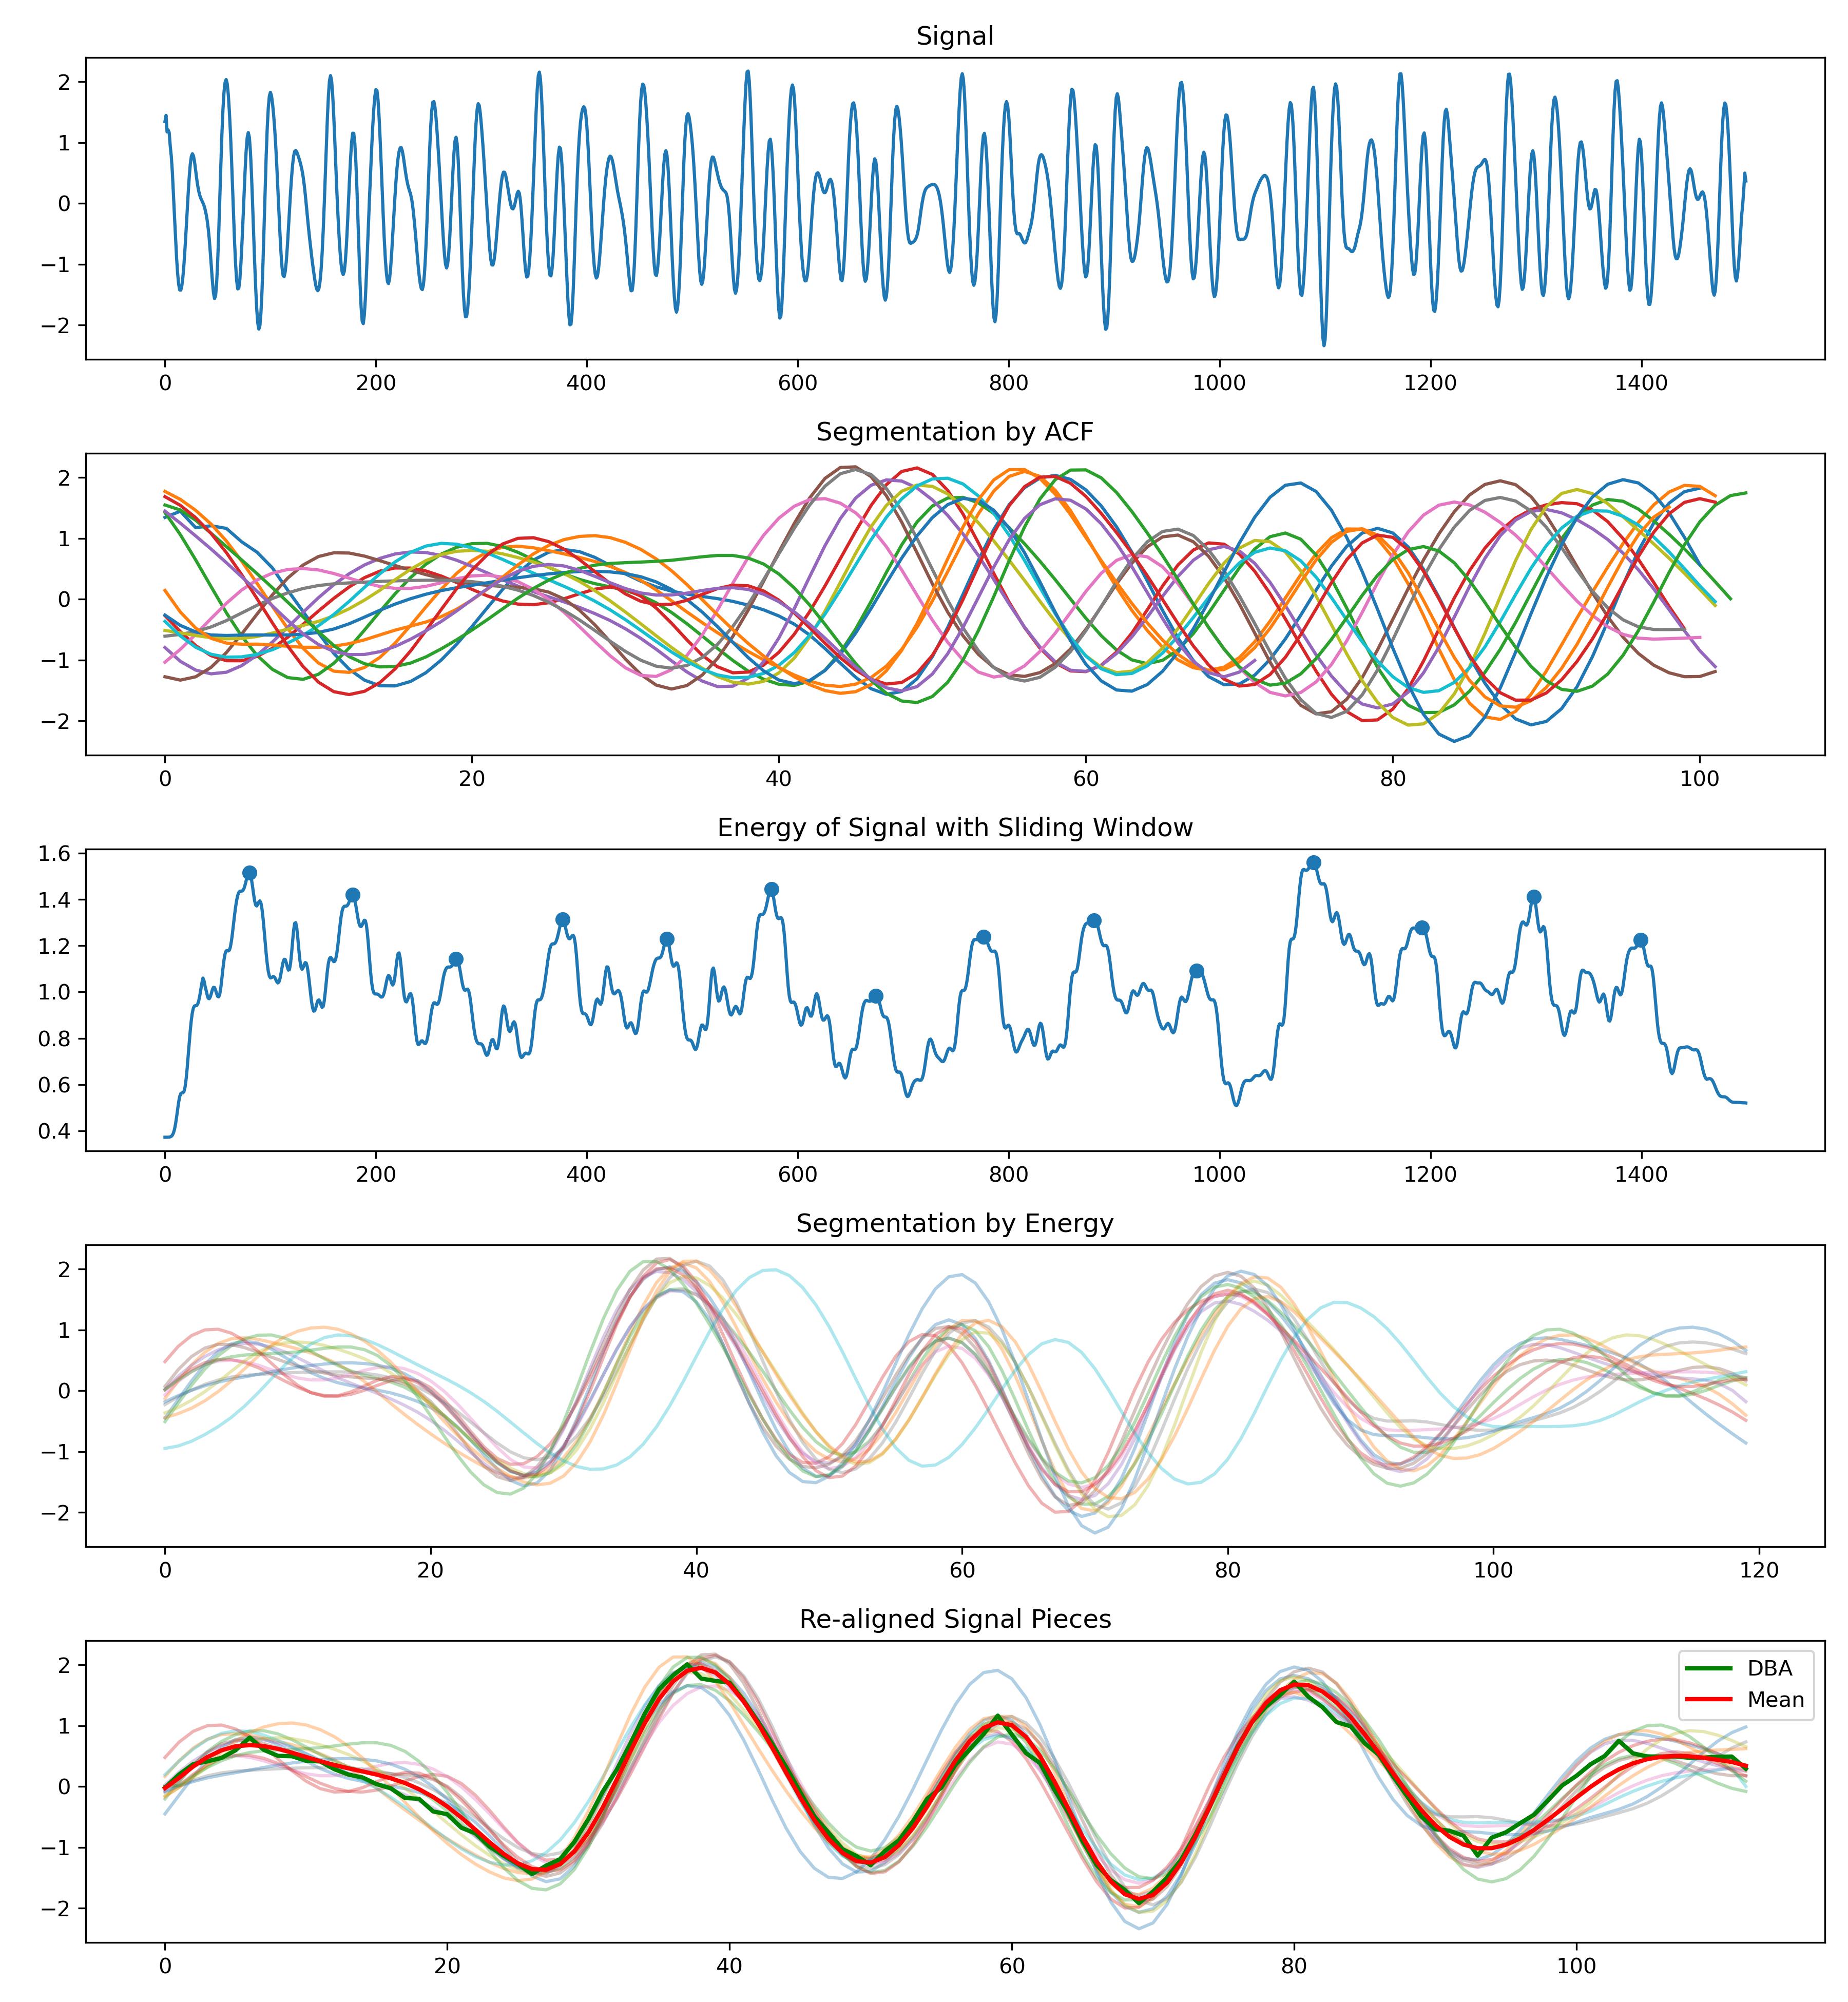 Signal
2
1
0
−1
−2
0 200 400 600 800 1000 1200 1400
Segmentation by ACF
2
1
0
−1
−2
0 20 40 60 80 100
Energy of Signal with Sliding Window
1.6
1.4
1.2
1.0
0.8
0.6
0.4
0 200 400 600 800 1000 1200 1400
Segmentation by Energy
2
1
0
−1
−2
0 20 40 60 80 100 120
Re-aligned Signal Pieces
2
1
0
−1
−2
DBA
Mean
0 20 40 60 80 100